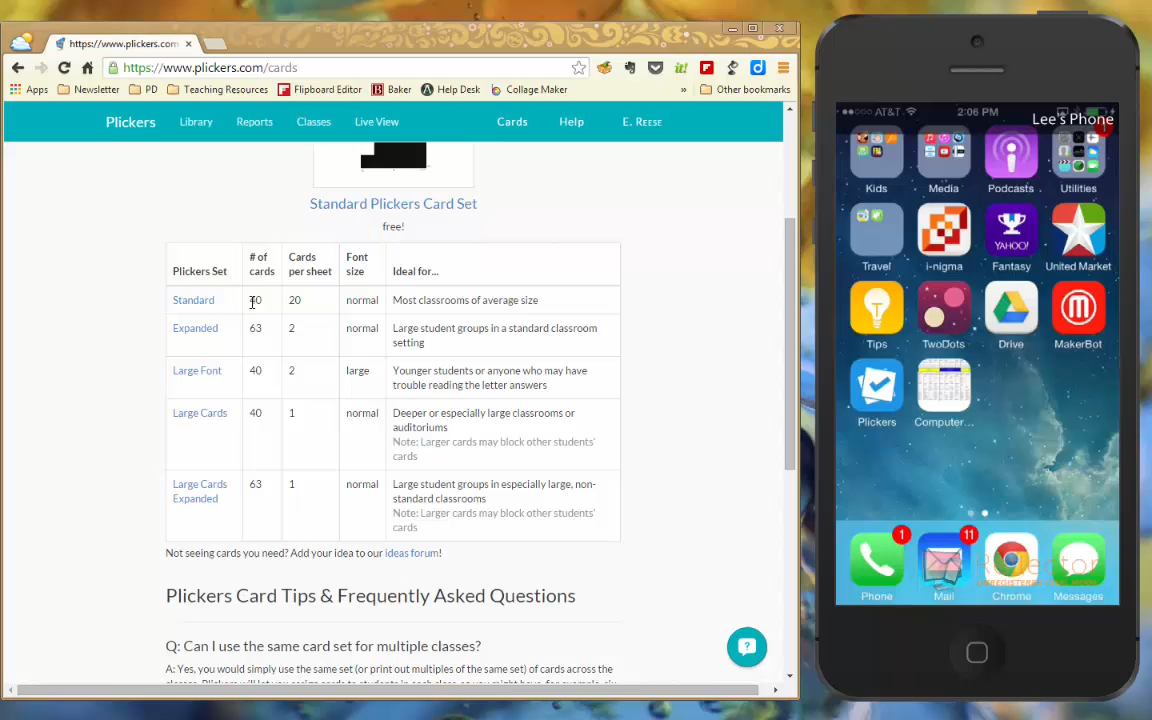 https://www.plickers.com
https://www.plickers.com/cards
Apps Newsletter PD Teaching Resources Flipboard Editor Baker Help Desk Collage Maker » Other bookmarks
Plickers Library Reports Classes Live View Cards Help E. REESE
Standard Plickers Card Set
free!
Plickers Set # of cards Cards per sheet Font size Ideal for...
Standard 20 normal Most classrooms of average size
Expanded 63 2 normal Large student groups in a standard classroom
setting
Large Font 40 2 large Younger students or anyone who may have
trouble reading the letter answers
Large Cards 40 1 normal Deeper or especially large classrooms or
auditoriums
Note: Larger cards may block other students'
cards
Large Cards Expanded 63 1 normal Large student groups in especially large, non-
standard classrooms
Note: Larger cards may block other students'
cards
Not seeing cards you need? Add your idea to our ideas forum!
Plickers Card Tips & Frequently Asked Questions
Q: Can I use the same card set for multiple classes?
A: Yes, you would simply use the same set (or print out multiples of the same set) of cards across the
AT&T 2:06 PM
Lee's Phone
1
Kids Media Podcasts Utilities
Travel i-nigma Fantasy United Market
YAHOO!
Tips TwoDots Drive MakerBot
Plickers Computer...
1 11
Phone Mail Chrome Messages